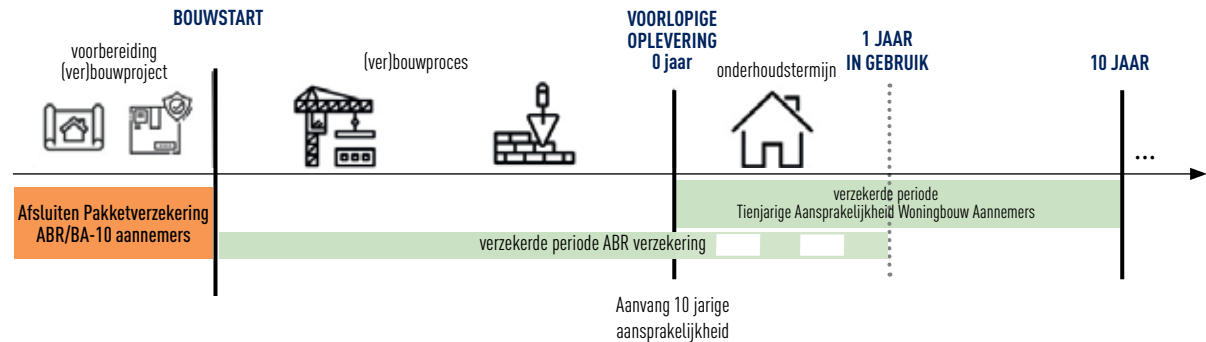 BOUWSTART
voorbereiding
(ver)bouwproject
(ver)bouwproces
VOORLOPIGE
OPLEVERING
0 jaar
onderhoudstermijn
1 JAAR
IN GEBRUIK
10 JAAR
...
Afsluiten Pakketverzekering
ABR/BA-10 aannemers
verzekerde periode
Tienjarige Aansprakelijkheid Woningbouw Aannemers
verzekerde periode ABR verzekering
Aanvang 10 jarige
aansprakelijkheid